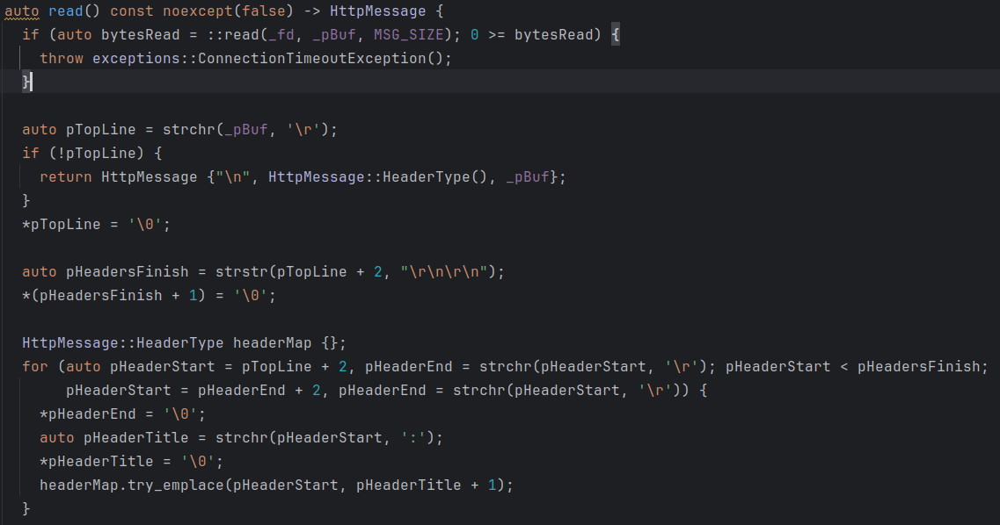 auto read() const noexcept(false) -> HttpMessage {
  if (auto bytesRead = ::read(_fd, _pBuf, MSG_SIZE); 0 >= bytesRead) {
    throw exceptions::ConnectionTimeoutException();
  }

  auto pTopLine = strchr(_pBuf, '\r');
  if (!pTopLine) {
    return HttpMessage {"\n", HttpMessage::HeaderType(), _pBuf};
  }
  *pTopLine = '\0';

  auto pHeadersFinish = strstr(pTopLine + 2, "\r\n\r\n");
  *(pHeadersFinish + 1) = '\0';

  HttpMessage::HeaderType headerMap {};
  for (auto pHeaderStart = pTopLine + 2, pHeaderEnd = strchr(pHeaderStart, '\r'); pHeaderStart < pHeadersFinish;
       pHeaderStart = pHeaderEnd + 2, pHeaderEnd = strchr(pHeaderStart, '\r')) {
    *pHeaderEnd = '\0';
    auto pHeaderTitle = strchr(pHeaderStart, ':');
    *pHeaderTitle = '\0';
    headerMap.try_emplace(pHeaderStart, pHeaderTitle + 1);
  }